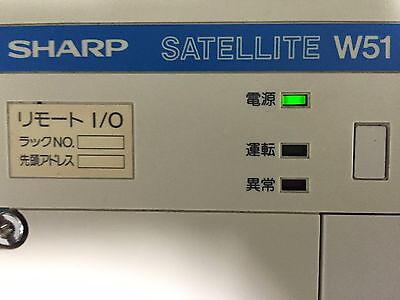 SHARP SATELLITE W51
リモート I/O
ラックNO.
先頭アドレス
電源
運転
異常